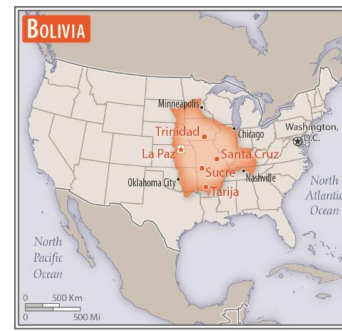 BOLIVIA
Minneapolis
Trinidad
Chicago
Washington,
D.C.
La Paz
Santa Cruz
Sucre
Nashville
Oklahoma City
Tarija
North
Atlantic
Ocean
North
Pacific
Ocean
0 500 Km
0 500 Mi